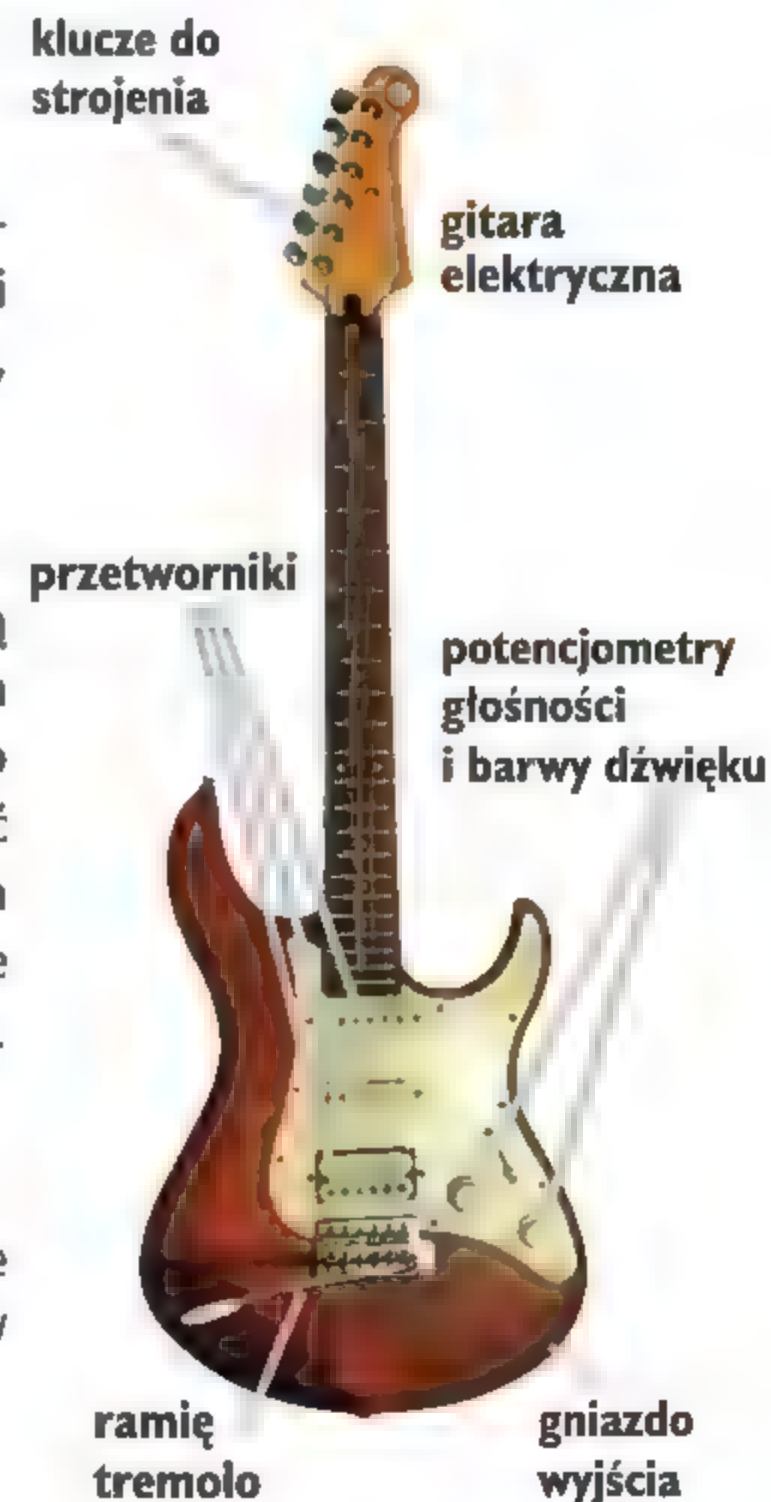 klucze do
strojenia
gitara
elektryczna
przetworniki
potencjometry
głośności
i barwy dźwięku
ramię
tremolo
gniazdo
wyjścia